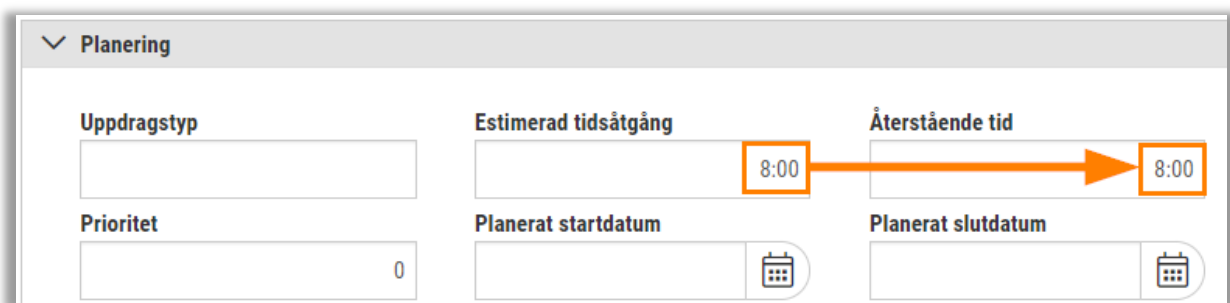 Planering
Uppdragstyp Estimerad tidsåtgång Återstående tid
8:00 8:00
Prioritet Planerat startdatum Planerat slutdatum
0